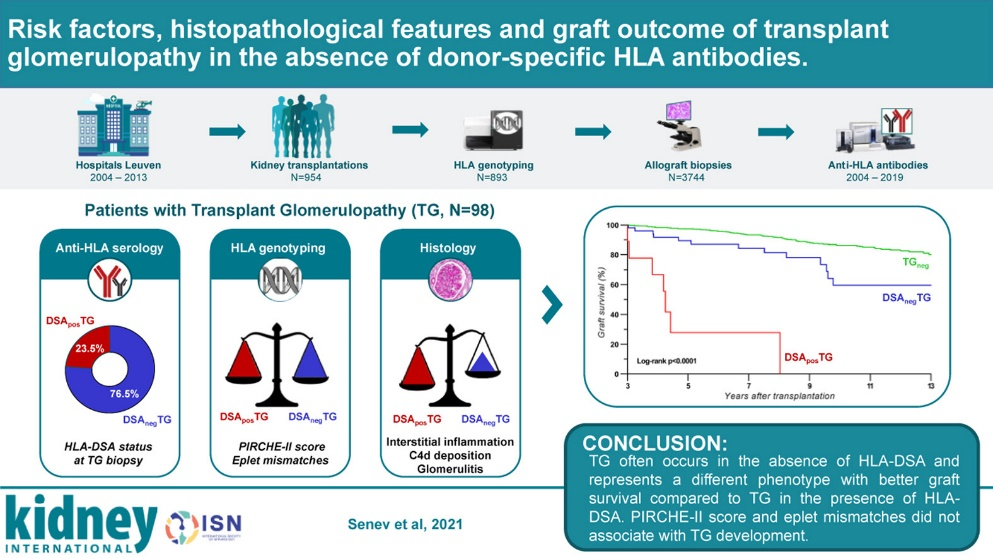 Risk factors, histopathological features and graft outcome of transplant
glomerulopathy in the absence of donor-specific HLA antibodies.
HOSPITAL
Hospitals Leuven
2004 – 2013
Kidney transplantations
N=954
HLA genotyping
N=893
Allograft biopsies
N=3744
Anti-HLA antibodies
2004 – 2019
Patients with Transplant Glomerulopathy (TG, N=98)
Anti-HLA serology
DSAposTG
23.5%
76.5%
DSAnegTG
HLA-DSA status
at TG biopsy
HLA genotyping
DSAposTG DSAnegTG
PIRCHE-II score
Eplet mismatches
Histology
DSAposTG DSAnegTG
Interstitial inflammation
C4d deposition
Glomerulitis
Graft survival (%)
100
80
60
40
20
0
TGneg
DSAnegTG
DSAposTG
Log-rank p<0.0001
3 5 7 9 11 13
Years after transplantation
CONCLUSION:
TG often occurs in the absence of HLA-DSA and
represents a different phenotype with better graft
survival compared to TG in the presence of HLA-
DSA. PIRCHE-II score and eplet mismatches did not
associate with TG development.
kidney
INTERNATIONAL
ISN
INTERNATIONAL SOCIETY
OF NEPHROLOGY
Senev et al, 2021